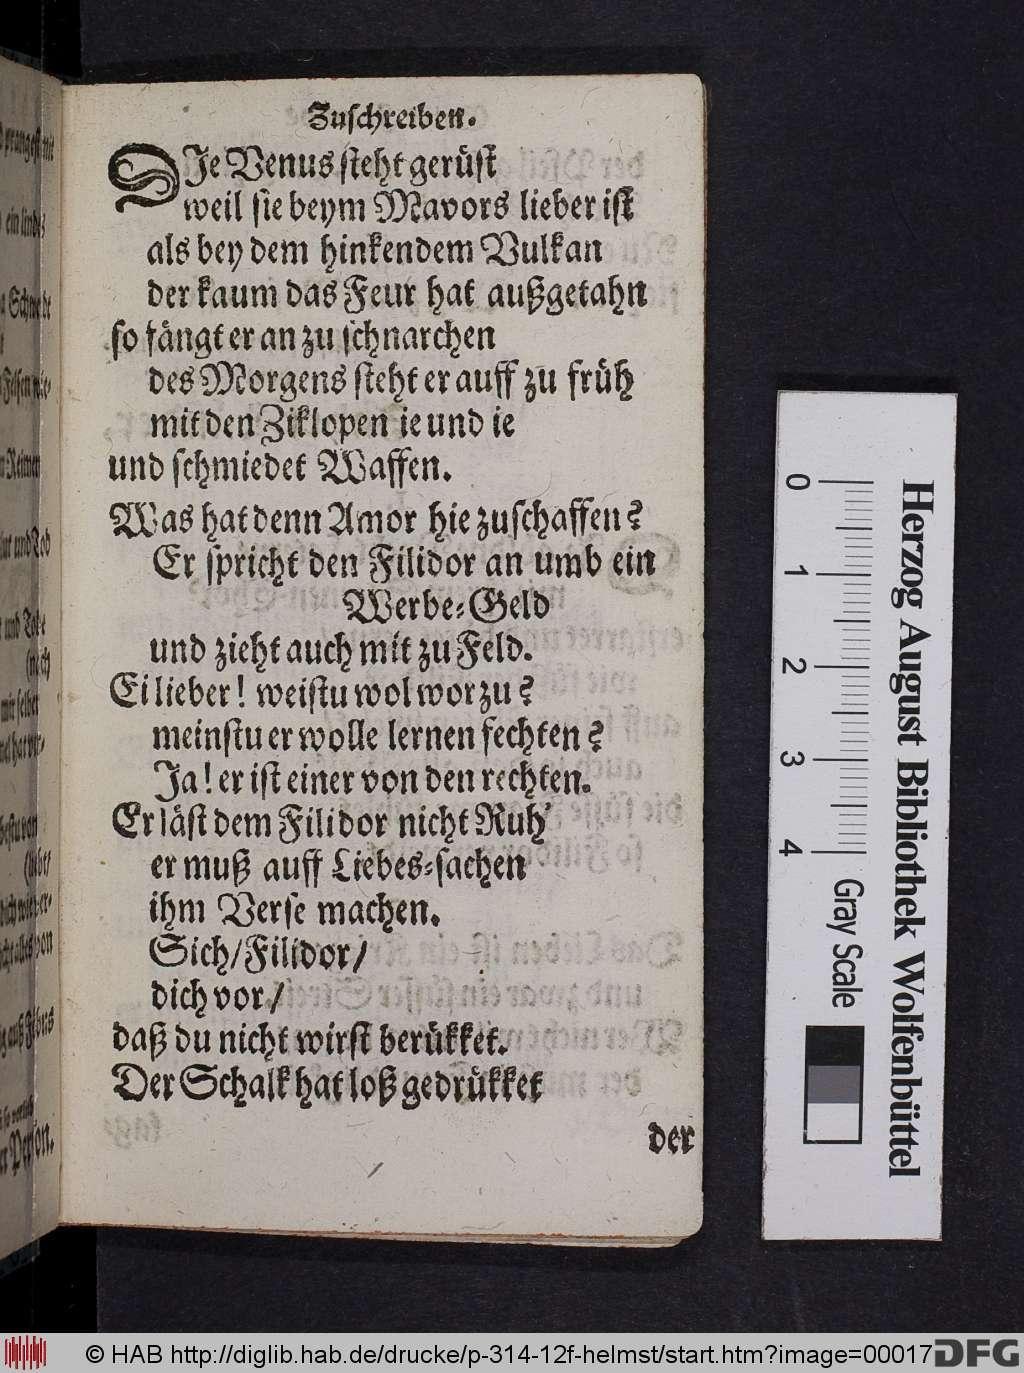 Zuschreiben.
DIe Venus steht gerüst
weil sie beym Mavors lieber ist
als bey dem hinkendem Vulkan
der kaum das Feur hat außgetahn
so fängt er an zu schnarchen
des Morgens steht er auff zu früh
mit den Ziklopen ie und ie
und schmiedet Waffen.
Was hat denn Amor hie zuschaffen?
Er spricht den Filidor an umb ein
Werbe-Geld
und zieht auch mit zu Feld.
Ei lieber! weistu wol worzu?
meinstu er wolle lernen fechten?
Ja! er ist einer von den rechten.
Er läst dem Filidor nicht Ruh'
er muß auff Liebes-sachen
ihm Verse machen.
Sich/Filidor/
dich vor/
daß du nicht wirst berükket.
Der Schalk hat loß gedrükket
der
Herzog August Bibliothek Wolfenbüttel
0 1 2 3 4
Gray Scale
© HAB http://diglib.hab.de/drucke/p-314-12f-helmst/start.htm?image=00017
DFG